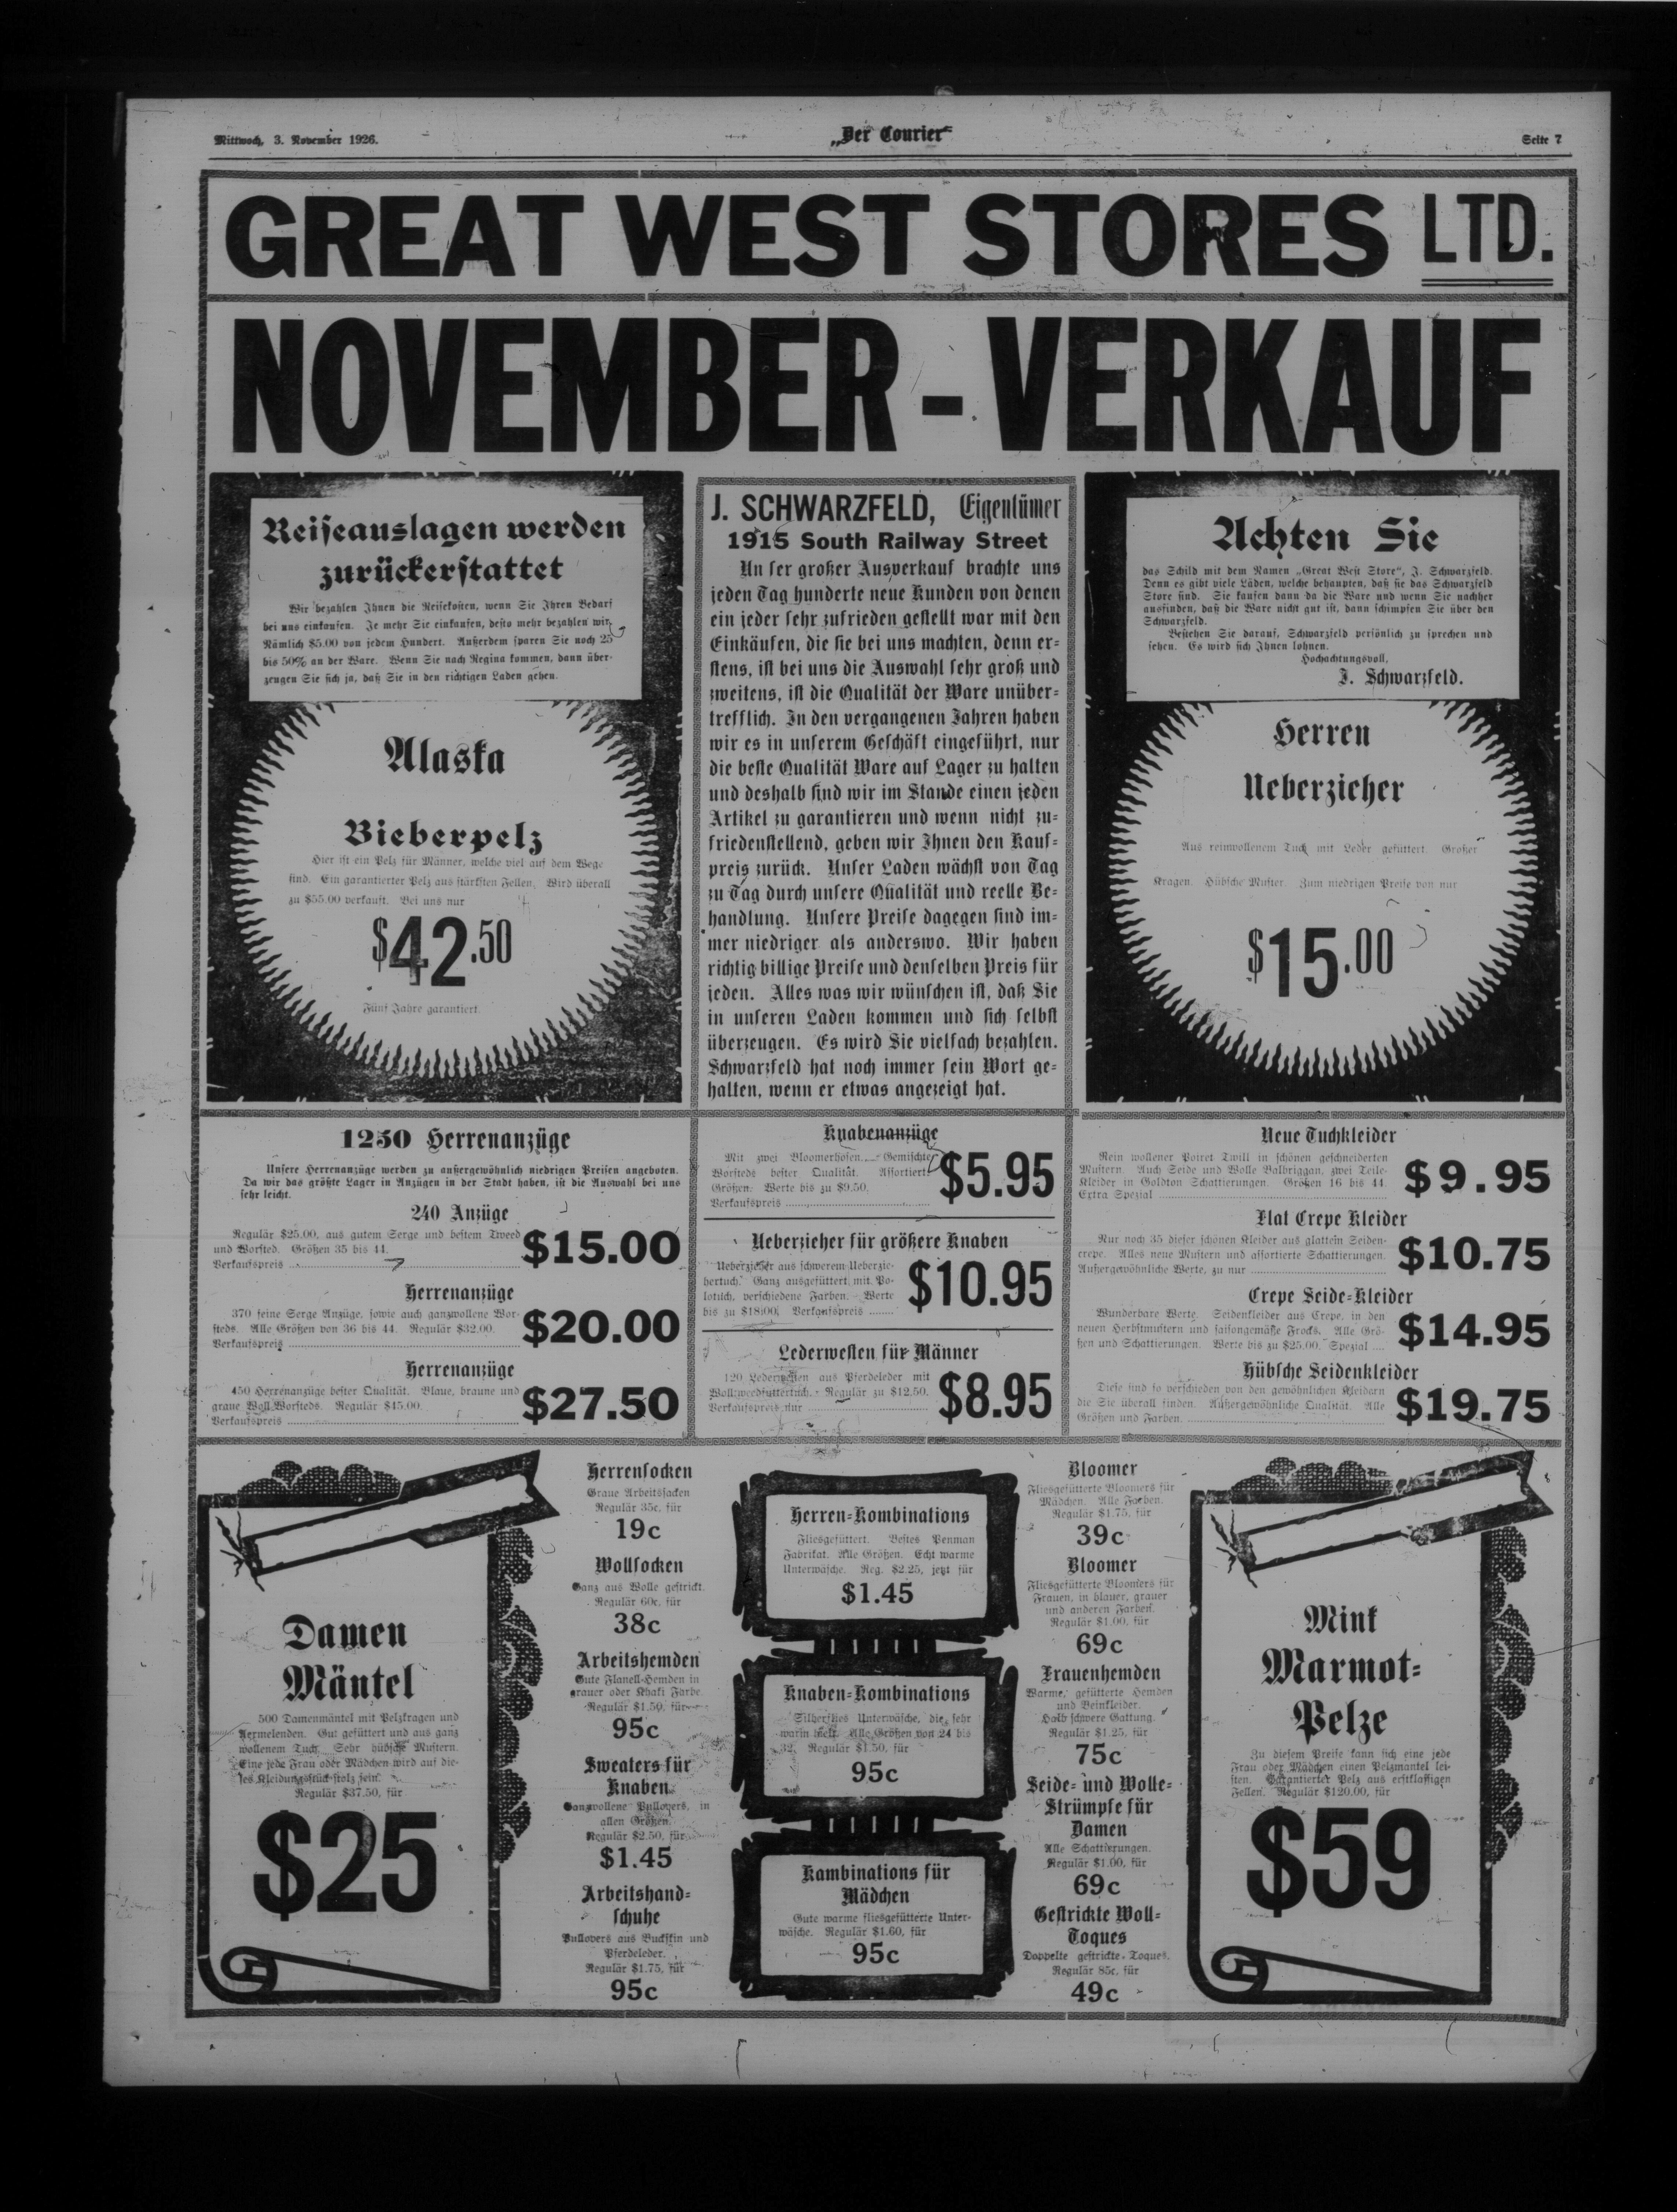 Mittwoch, 3. November 1926.
„Der Courier“
Seite 7
GREAT WEST STORES LTD.
NOVEMBER - VERKAUF
Reiseauslagen werden
zurückerstattet
Wir bezahlen Ihnen die Reisekosten, wenn Sie Ihren Bedarf
bei uns einkaufen. Je mehr Sie einkaufen, desto mehr bezahlen wir.
Nämlich $5.00 von jedem Hundert. Außerdem sparen Sie noch 25
bis 50% an der Ware. Wenn Sie nach Regina kommen, dann über-
zeugen Sie sich ja, daß Sie in den richtigen Laden gehen.
Alaska
Bieberpelz
Hier ist ein Pelz für Männer, welche viel auf dem Wege
sind. Ein garantierter Pelz aus stärksten Fellen. Wird überall
zu $55.00 verkauft. Bei uns nur
$42.50
Fünf Jahre garantiert.
J. SCHWARZFELD, Eigentümer
1915 South Railway Street
Un ser großer Ausverkauf brachte uns
jeden Tag hunderte neue Kunden von denen
ein jeder sehr zufrieden gestellt war mit den
Einkäufen, die sie bei uns machten, denn er-
stens, ist bei uns die Auswahl sehr groß und
zweitens, ist die Qualität der Ware unüber-
trefflich. In den vergangenen Jahren haben
wir es in unserem Geschäft eingeführt, nur
die beste Qualität Ware auf Lager zu halten
und deshalb sind wir im Stande einen jeden
Artikel zu garantieren und wenn nicht zu-
friedenstellend, geben wir Ihnen den Kauf-
preis zurück. Unser Laden wächst von Tag
zu Tag durch unsere Qualität und reelle Be-
handlung. Unsere Preise dagegen sind im-
mer niedriger als anderswo. Wir haben
richtig billige Preise und denselben Preis für
jeden. Alles was wir wünschen ist, daß Sie
in unseren Laden kommen und sich selbst
überzeugen. Es wird Sie vielfach bezahlen.
Schwarzfeld hat noch immer sein Wort ge-
halten, wenn er etwas angezeigt hat.
Achten Sie
das Schild mit dem Namen „Great West Store“, J. Schwarzfeld.
Denn es gibt viele Läden, welche behaupten, daß sie das Schwarzfeld
Store sind. Sie kaufen dann da die Ware und wenn Sie nachher
ausfinden, daß die Ware nicht gut ist, dann schimpfen Sie über den
Schwarzfeld.
Bestehen Sie darauf, Schwarzfeld persönlich zu sprechen und
sehen. Es wird sich Ihnen lohnen.
Hochachtungsvoll,
J. Schwarzfeld.
Herren
Ueberzieher
Aus reinwollenem Tuch mit Leder gefüttert. Großer
Kragen. Hübsche Muster. Zum niedrigen Preise von nur
$15.00
1250 Herrenanzüge
Unsere Herrenanzüge werden zu außergewöhnlich niedrigen Preisen angeboten.
Da wir das größte Lager in Anzügen in der Stadt haben, ist die Auswahl bei uns
sehr leicht.
240 Anzüge
Regulär $25.00, aus gutem Serge und bestem Tweed
und Worsted. Größen 35 bis 44.
Verkaufspreis
$15.00
Herrenanzüge
370 feine Serge Anzüge, sowie auch ganzwollene Wor-
steds. Alle Größen von 36 bis 44. Regulär $32.00.
Verkaufspreis
$20.00
Herrenanzüge
450 Herrenanzüge bester Qualität. Blaue, braune und
graue Woll-Worsteds. Regulär $45.00.
Verkaufspreis
$27.50
Knabenanzüge
Mit zwei Bloomerhosen. Gemischte
Worsteds bester Qualität. Assortiert
Größen. Werte bis zu $9.50.
Verkaufspreis
$5.95
Ueberzieher für größere Knaben
Ueberzieher aus schwerem Ueberzie-
hertuch. Ganz ausgefüttert mit Po-
lotuch, verschiedene Farben. Werte
bis zu $18.00. Verkaufspreis
$10.95
Lederwesten für Männer
120 Lederwesten aus Pferdeleder mit
Regulär zu $12.50.
Verkaufspreis nur
$8.95
Neue Tuchkleider
Rein wollener Poiret Twill in schönen geschneiderten
Mustern. Auch Seide und Wolle Balbriggan, zwei Teile-
Kleider in Goldton Schattierungen. Größen 16 bis 44.
Extra Spezial
$9.95
Flat Crepe Kleider
Nur noch 35 dieser schönen Kleider aus glattem Seiden-
crepe. Alles neue Mustern und assortierte Schattierungen.
Außergewöhnliche Werte, zu nur
$10.75
Crepe Seide-Kleider
Wunderbare Werte. Seidenkleider aus Crepe, in den
neuen Herbstmustern und saisongemäße Frocks. Alle Grö-
ßen und Schattierungen. Werte bis zu $25.00. Spezial
$14.95
Hübsche Seidenkleider
Diese sind so verschieden von den gewöhnlichen Kleidern
die Sie überall finden. Außergewöhnliche Qualität. Alle
Größen und Farben.
$19.75
Damen
Mäntel
500 Damenmäntel mit Pelzkragen und
Aermelenden. Gut gefüttert und aus ganz
wollenem Tuch. Sehr hübsche Mustern.
Eine jede Frau oder Mädchen wird auf die-
ses Kleidungsstück stolz sein.
Regulär $37.50, für
$25
Herrensocken
Graue Arbeitssocken
Regulär 35c, für
19c
Wollsocken
Ganz aus Wolle gestrickt.
Regulär 60c, für
38c
Arbeitshemden
Gute Flanell-Hemden in
grauer oder Khaki Farbe.
Regulär $1.50, für
95c
Sweaters für
Knaben
Ganzwollene Pullovers, in
allen Größen.
Regulär $2.50, für
$1.45
Arbeitshand-
schuhe
Pullovers aus Buckskin und
Pferdeleder.
Regulär $1.75, für
95c
Herren-Kombinations
Fliesgefüttert. Bestes Penman
Fabrikat. Alle Größen. Echt warme
Unterwäsche. Reg. $2.25, jetzt für
$1.45
Knaben-Kombinations
Silberflies Unterwäsche, die sehr
warm hält. Alle Größen von 24 bis
32. Regulär $1.50, für
95c
Kambinations für
Mädchen
Gute warme fliesgefütterte Unter-
wäsche. Regulär $1.60, für
95c
Bloomer
Fliesgefütterte Bloomers für
Mädchen. Alle Farben.
Regulär $1.75, für
39c
Bloomer
Fliesgefütterte Bloomers für
Frauen, in blauer, grauer
und anderen Farben.
Regulär $1.00, für
69c
Frauenhemden
Warme, gefütterte Hemden
und Beinkleider.
Halb schwere Gattung.
Regulär $1.25, für
75c
Seide- und Wolle-
Strümpfe für
Damen
Alle Schattierungen.
Regulär $1.00, für
69c
Gestrickte Woll-
Toques
Doppelte gestrickte Toques.
Regulär 85c, für
49c
Mink
Marmot-
Pelze
Zu diesem Preise kann sich eine jede
Frau oder Mädchen einen Pelzmantel lei-
sten. Garantierter Pelz aus erstklassigen
Fellen. Regulär $120.00, für
$59